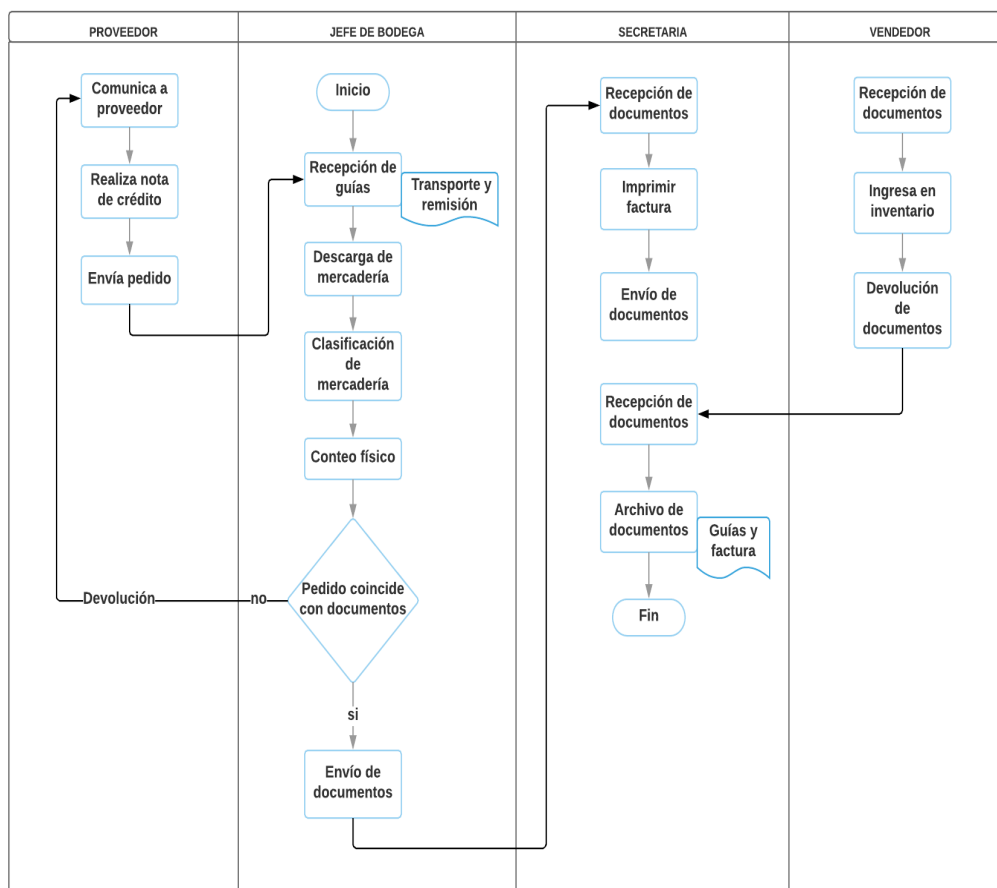 PROVEEDOR
JEFE DE BODEGA
SECRETARIA
VENDEDOR
Comunica a
proveedor
Realiza nota
de crédito
Envía pedido
Inicio
Recepción de
guías
Transporte y
remisión
Descarga de
mercadería
Clasificación
de
mercadería
Conteo físico
Pedido coincide
con documentos
no
Devolución
si
Envío de
documentos
Recepción de
documentos
Imprimir
factura
Envío de
documentos
Recepción de
documentos
Archivo de
documentos
Guías y
factura
Fin
Recepción de
documentos
Ingresa en
inventario
Devolución
de
documentos